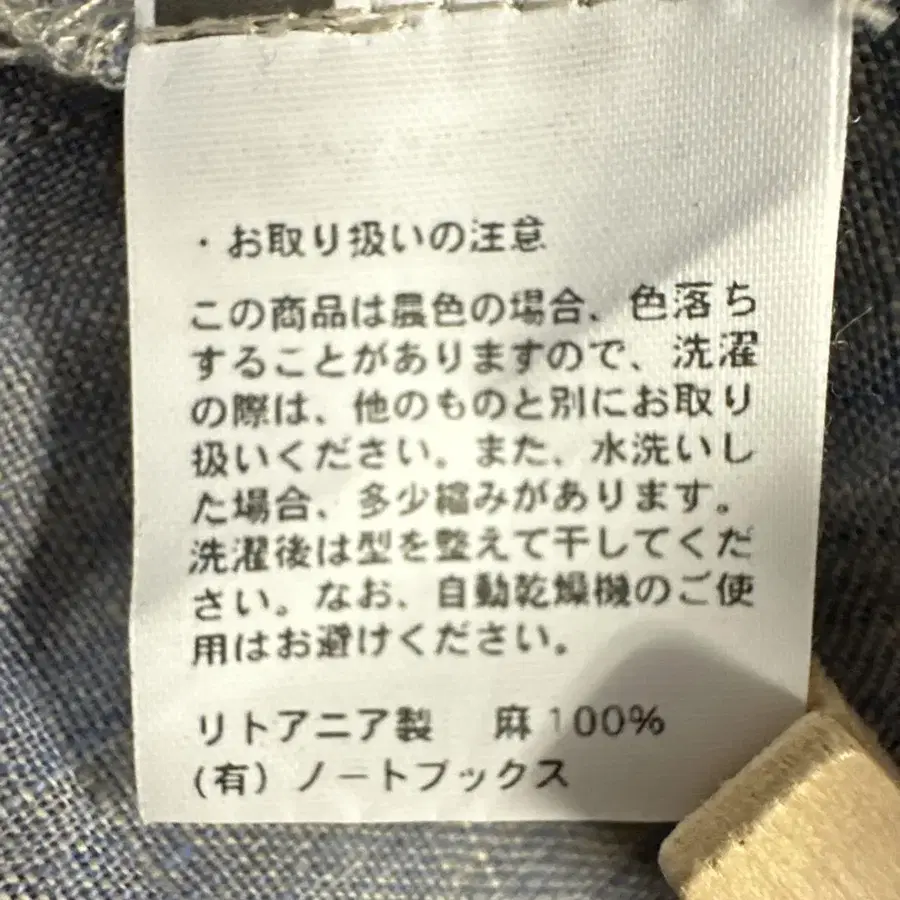 ・お取り扱いの注意
この商品は濃色の場合、色落ち
することがありますので、洗濯
の際は、他のものと別にお取り
扱いください。また、水洗いし
た場合、多少縮みがあります。
洗濯後は型を整えて干してくだ
さい。なお、自動乾燥機のご使
用はお避けください。
リトアニア製　麻100%
(有) ノートブックス